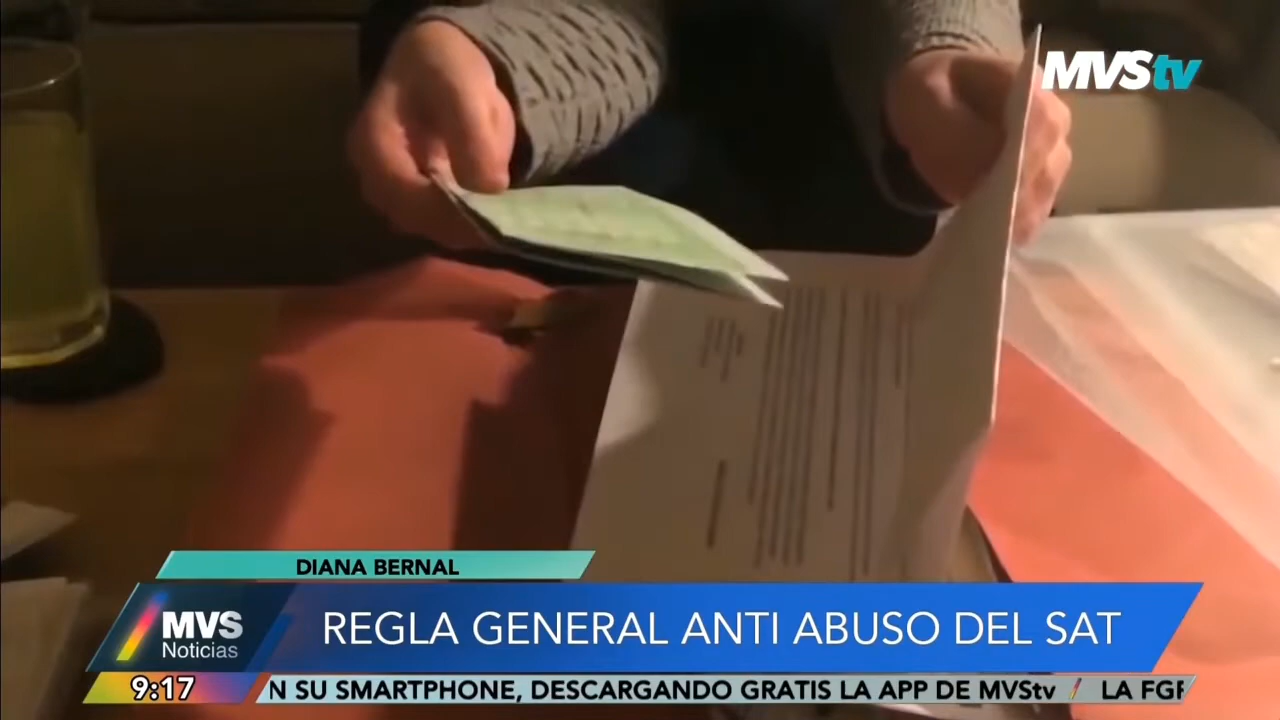 MVStv
DIANA BERNAL
MVS
Noticias
REGLA GENERAL ANTI ABUSO DEL SAT
9:17
N SU SMARTPHONE, DESCARGANDO GRATIS LA APP DE MVStv / LA FGR